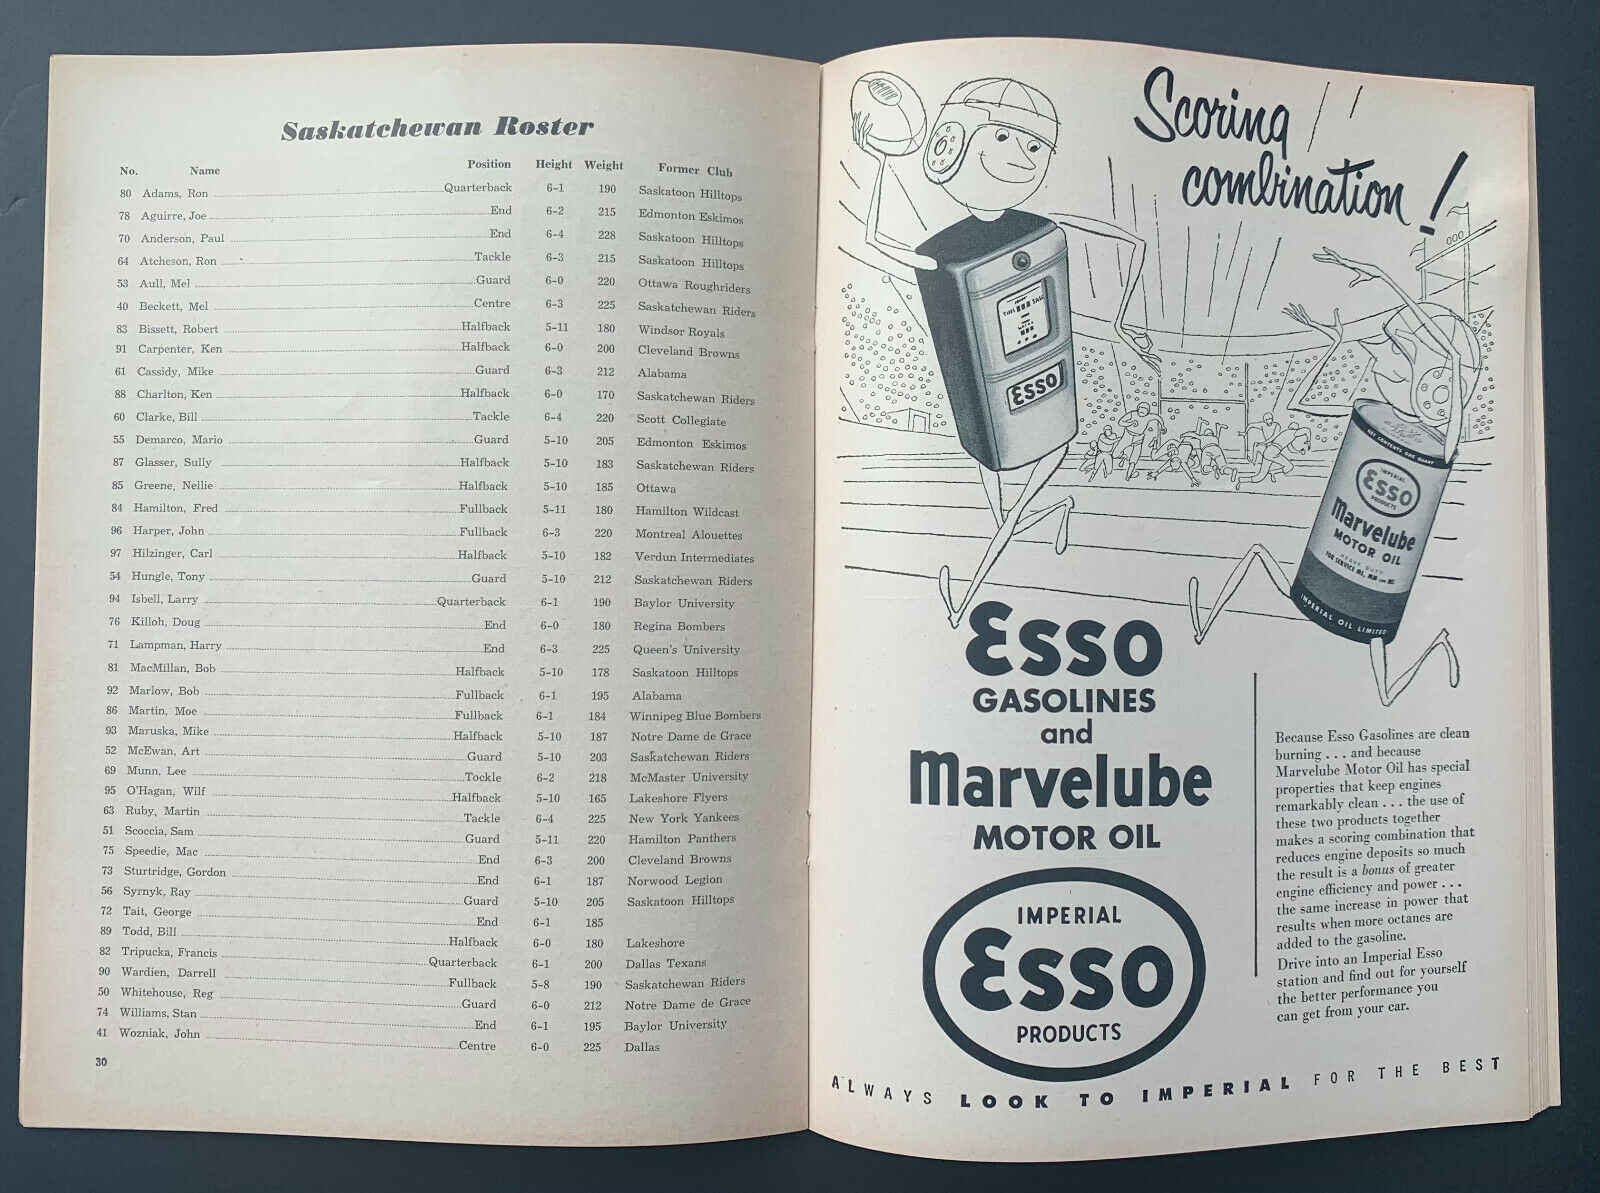 Saskatchewan Roster
No. Name Position Height Weight Former Club
80 Adams, Ron Quarterback 6-1 190 Saskatoon Hilltops
78 Aguirre, Joe End 6-2 215 Edmonton Eskimos
70 Anderson, Paul End 6-4 228 Saskatoon Hilltops
64 Atcheson, Ron Tackle 6-3 215 Saskatoon Hilltops
53 Aull, Mel Guard 6-0 220 Ottawa Roughriders
40 Beckett, Mel Centre 6-3 225 Saskatchewan Riders
83 Bissett, Robert Halfback 5-11 180 Windsor Royals
91 Carpenter, Ken Halfback 6-0 200 Cleveland Browns
61 Cassidy, Mike Guard 6-3 212 Alabama
88 Charlton, Ken Halfback 6-0 170 Saskatchewan Riders
60 Clarke, Bill Tackle 6-4 220 Scott Collegiate
55 Demarco, Mario Guard 5-10 205 Edmonton Eskimos
87 Glasser, Sully Halfback 5-10 183 Saskatchewan Riders
85 Greene, Nellie Halfback 5-10 185 Ottawa
84 Hamilton, Fred Fullback 5-11 180 Hamilton Wildcast
96 Harper, John Fullback 6-3 220 Montreal Alouettes
97 Hilzinger, Carl Halfback 5-10 182 Verdun Intermediates
54 Hungle, Tony Guard 5-10 212 Saskatchewan Riders
94 Isbell, Larry Quarterback 6-1 190 Baylor University
76 Killoh, Doug End 6-0 180 Regina Bombers
71 Lampman, Harry End 6-3 225 Queen's University
81 MacMillan, Bob Halfback 5-10 178 Saskatoon Hilltops
92 Marlow, Bob Fullback 6-1 195 Alabama
86 Martin, Moe Fullback 6-1 184 Winnipeg Blue Bombers
93 Maruska, Mike Halfback 5-10 187 Notre Dame de Grace
52 McEwan, Art Guard 5-10 203 Saskatchewan Riders
69 Munn, Lee Tockle 6-2 218 McMaster University
95 O'Hagan, Wilf Halfback 5-10 165 Lakeshore Flyers
63 Ruby, Martin Tackle 6-4 225 New York Yankees
51 Scoccia, Sam Guard 5-11 220 Hamilton Panthers
75 Speedie, Mac End 6-3 200 Cleveland Browns
73 Sturtridge, Gordon End 6-1 187 Norwood Legion
56 Syrnyk, Ray Guard 5-10 205 Saskatoon Hilltops
72 Tait, George End 6-1 185
89 Todd, Bill Halfback 6-0 180 Lakeshore
82 Tripucka, Francis Quarterback 6-1 200 Dallas Texans
90 Wardien, Darrell Fullback 5-8 190 Saskatchewan Riders
50 Whitehouse, Reg Guard 6-0 212 Notre Dame de Grace
74 Williams, Stan End 6-1 195 Baylor University
41 Wozniak, John Centre 6-0 225 Dallas
30
Scoring
combination!
ESSO
NET CONTENTS ONE QUART
IMPERIAL
Esso
PRODUCTS
Marvelube
MOTOR OIL
HEAVY DUTY
FOR SERVICE ML, MM AND MS
IMPERIAL OIL LIMITED
Esso
GASOLINES
and
Marvelube
MOTOR OIL
IMPERIAL
Esso
PRODUCTS
Because Esso Gasolines are clean
burning . . . and because
Marvelube Motor Oil has special
properties that keep engines
remarkably clean . . . the use of
these two products together
makes a scoring combination that
reduces engine deposits so much
the result is a bonus of greater
engine efficiency and power . . .
the same increase in power that
results when more octanes are
added to the gasoline.
Drive into an Imperial Esso
station and find out for yourself
the better performance you
can get from your car.
ALWAYS LOOK TO IMPERIAL FOR THE BEST